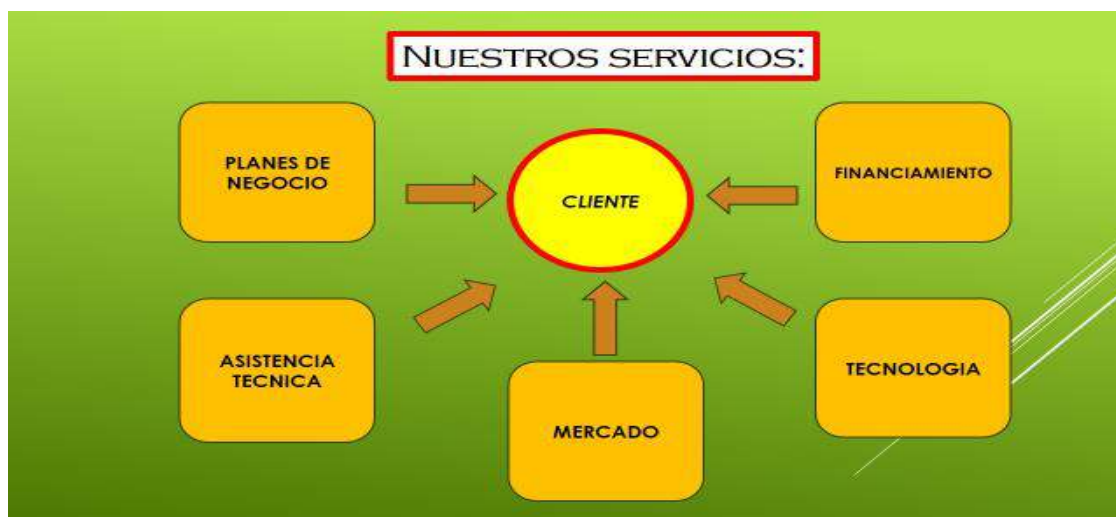 NUESTROS SERVICIOS:
PLANES DE
NEGOCIO
CLIENTE
FINANCIAMIENTO
ASISTENCIA
TECNICA
MERCADO
TECNOLOGIA